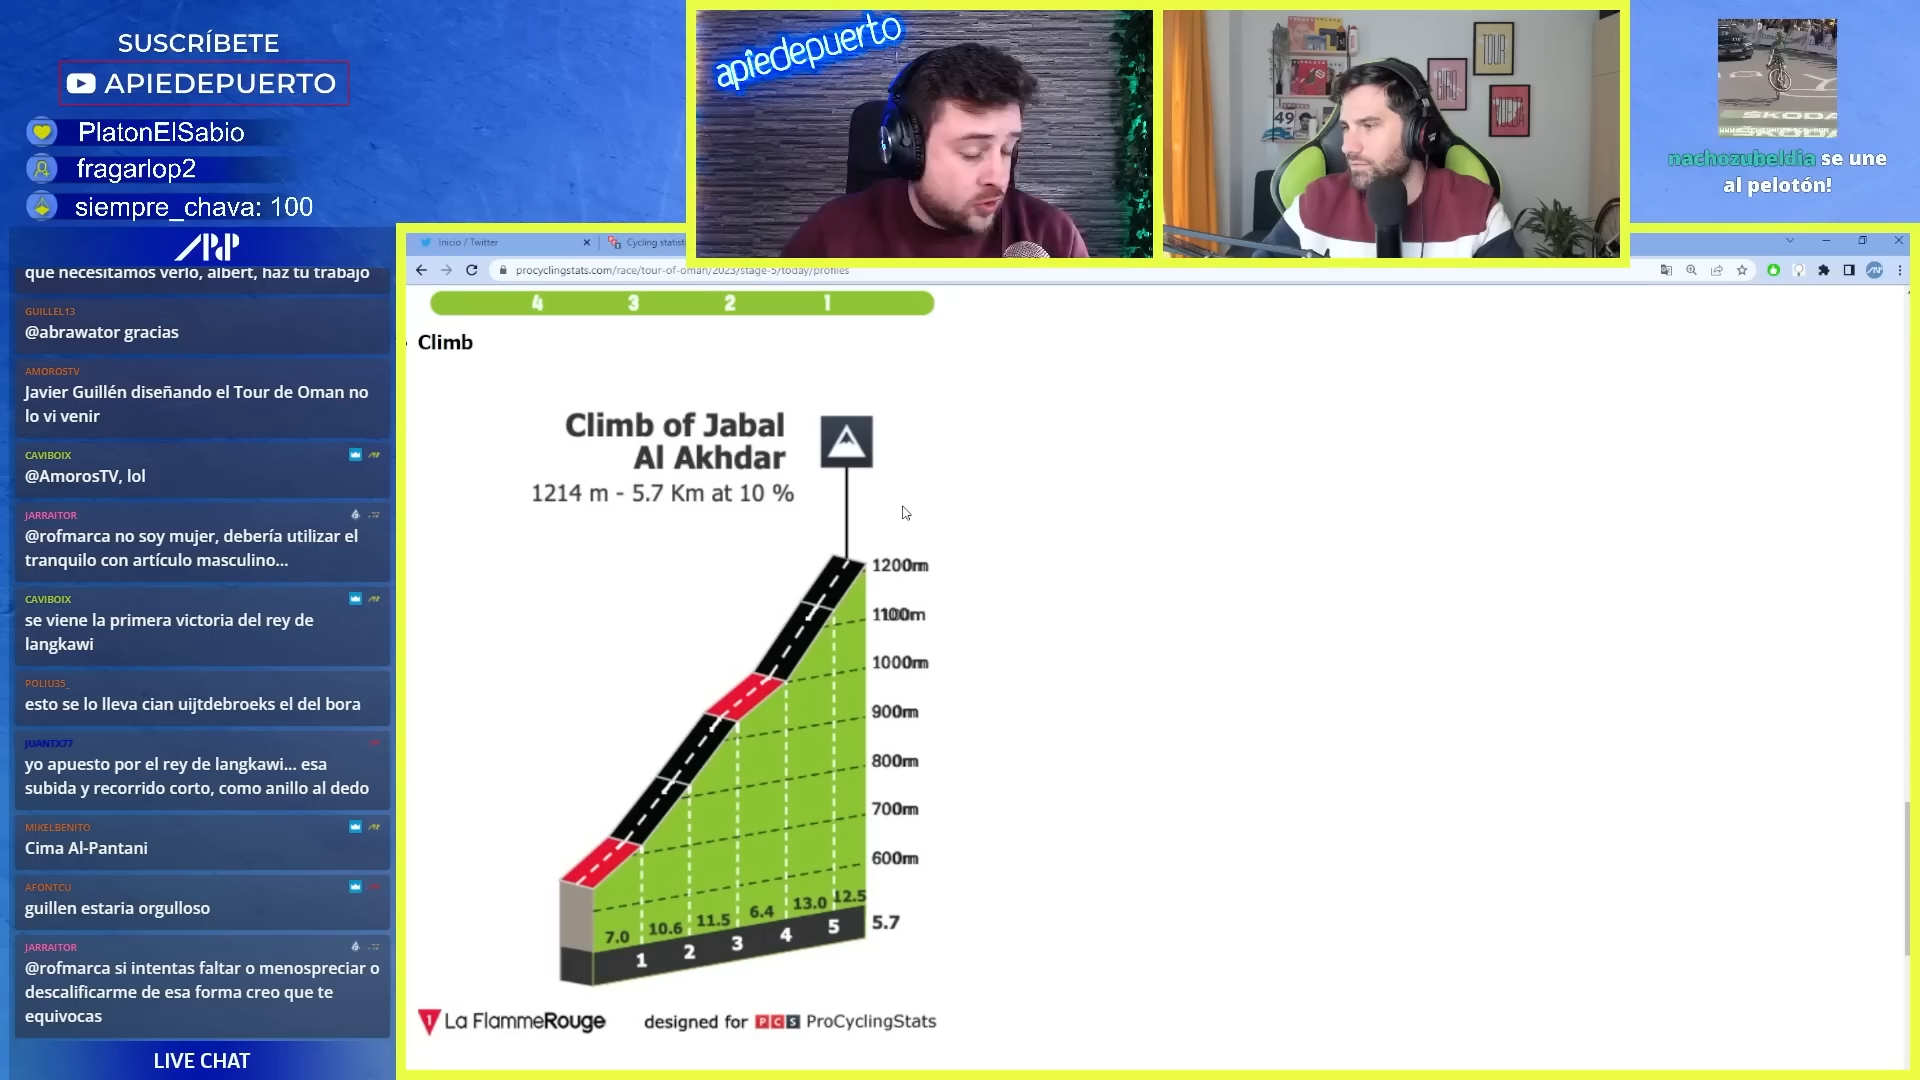 SUSCRÍBETE
APIEDEPUERTO
PlatonElSabio
fragarlop2
siempre_chava: 100
que necesitamos verlo, albert, haz tu trabajo
GUILLEL13
@abrawator gracias
AMOROSTV
Javier Guillén diseñando el Tour de Oman no
lo vi venir
CAVIBOIX
@AmorosTV, lol
JARRAITOR
@rofmarca no soy mujer, debería utilizar el
tranquilo con artículo masculino...
CAVIBOIX
se viene la primera victoria del rey de
langkawi
POLIU35_
esto se lo lleva cian uijtdebroeks el del bora
JUANTX77
yo apuesto por el rey de langkawi... esa
subida y recorrido corto, como anillo al dedo
MIKELBENITO
Cima Al-Pantani
AFONTCU
guillen estaria orgulloso
JARRAITOR
@rofmarca si intentas faltar o menospreciar o
descalificarme de esa forma creo que te
equivocas
LIVE CHAT
apiedepuerto
TOUR
GIRO
49
SKODA
nachozubeldia se une
al pelotón!
Inicio / Twitter
Cycling statist
procyclingstats.com/race/tour-of-oman/2023/stage-5/today/profiles
4 3 2 1
Climb
Climb of Jabal
Al Akhdar
1214 m - 5.7 Km at 10 %
1200m
1100m
1000m
900m
800m
700m
600m
7.0 10.6 11.5 6.4 13.0 12.5
1 2 3 4 5 5.7
La FlammeRouge
designed for PCS ProCyclingStats